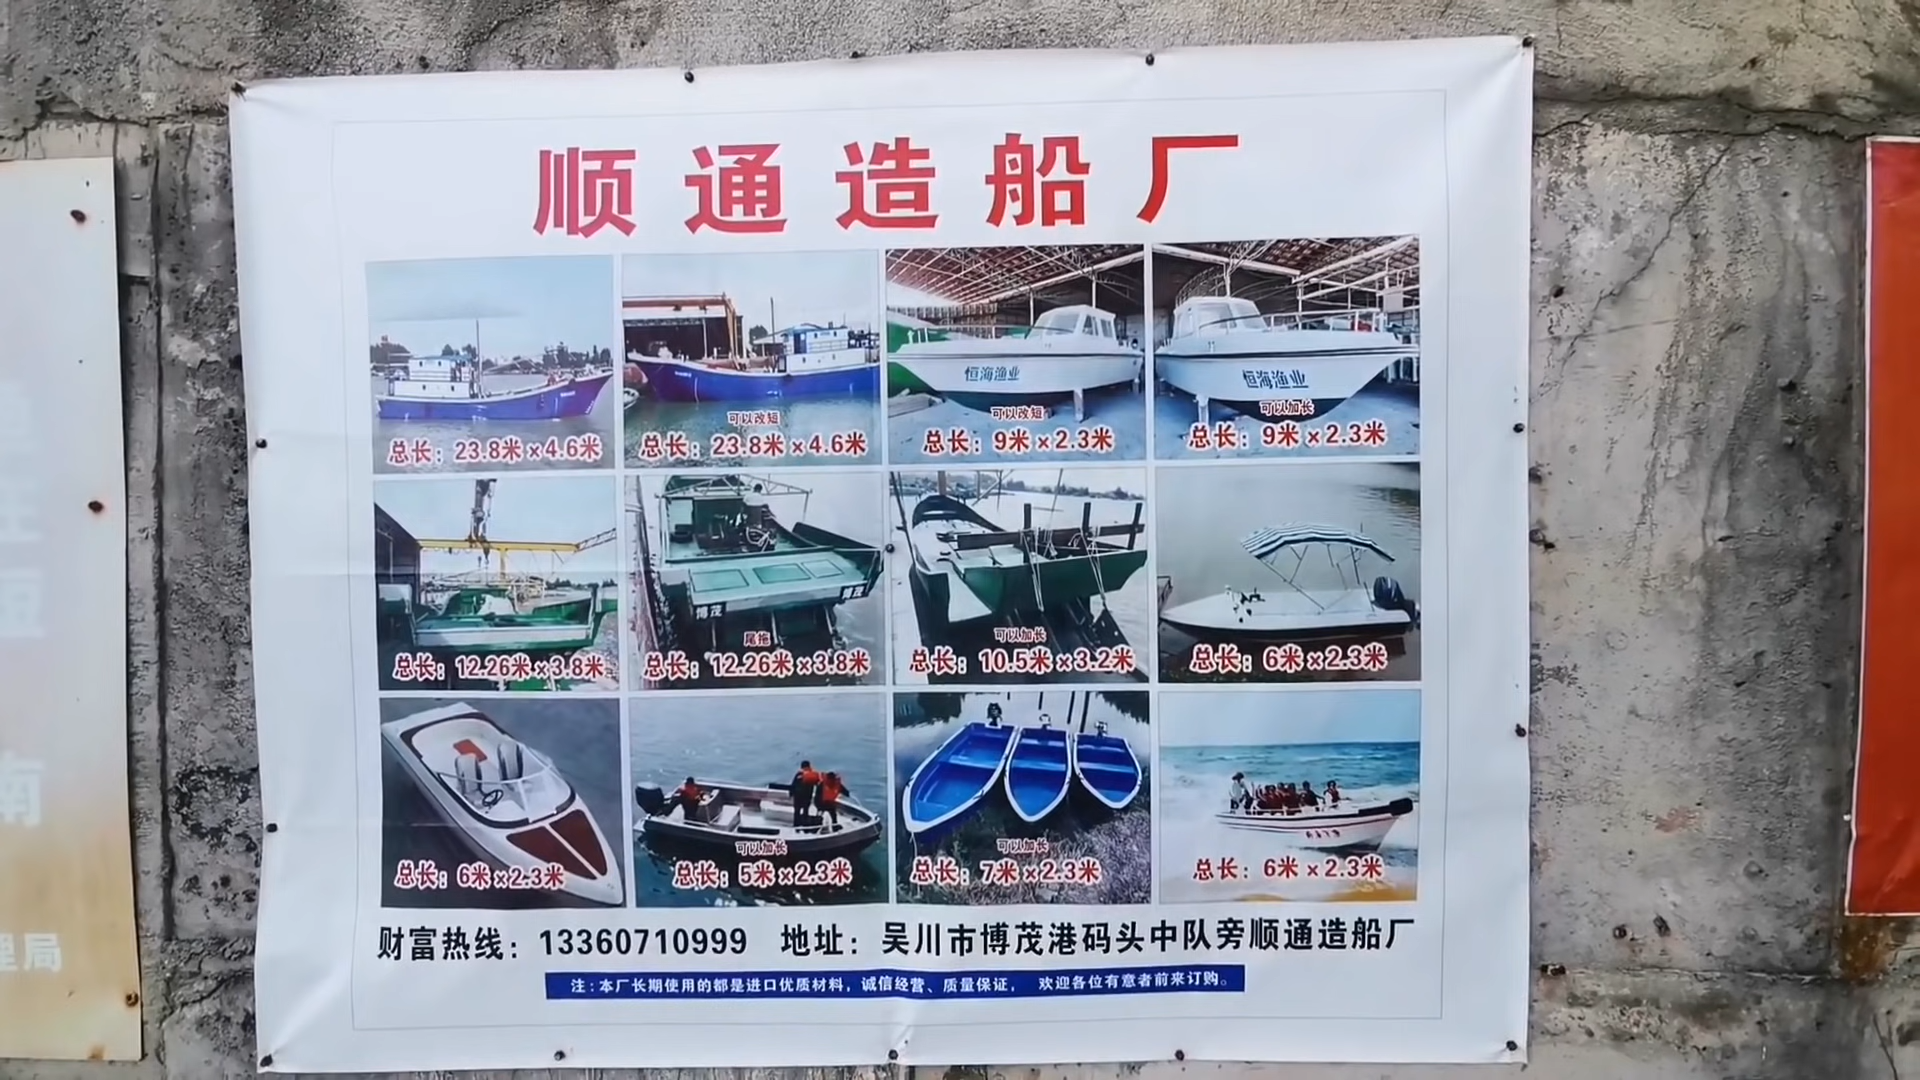 顺通造船厂
总长：23.8米×4.6米
可以改短
总长：23.8米×4.6米
恒海渔业
可以改短
总长：9米×2.3米
恒海渔业
可以加长
总长：9米×2.3米
总长：12.26米×3.8米
博茂
博茂
尾拖
总长：12.26米×3.8米
可以加长
总长：10.5米×3.2米
总长：6米×2.3米
总长：6米×2.3米
可以加长
总长：5米×2.3米
可以加长
总长：7米×2.3米
总长：6米×2.3米
财富热线：13360710999 地址：吴川市博茂港码头中队旁顺通造船厂
注：本厂长期使用的都是进口优质材料，诚信经营、质量保证， 欢迎各位有意者前来订购。
南
理局